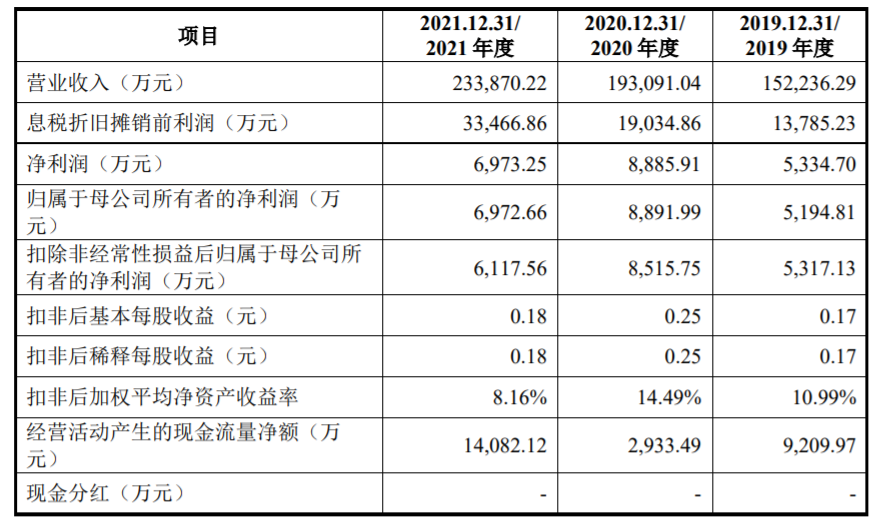 项目 2021.12.31/ 2020.12.31/ 2019.12.31/
2021 年度 2020 年度 2019 年度
营业收入（万元） 233,870.22 193,091.04 152,236.29
息税折旧摊销前利润（万元） 33,466.86 19,034.86 13,785.23
净利润（万元） 6,973.25 8,885.91 5,334.70
归属于母公司所有者的净利润（万
元） 6,972.66 8,891.99 5,194.81
扣除非经常性损益后归属于母公司所
有者的净利润（万元） 6,117.56 8,515.75 5,317.13
扣非后基本每股收益（元） 0.18 0.25 0.17
扣非后稀释每股收益（元） 0.18 0.25 0.17
扣非后加权平均净资产收益率 8.16% 14.49% 10.99%
经营活动产生的现金流量净额（万
元） 14,082.12 2,933.49 9,209.97
现金分红（万元） - - -